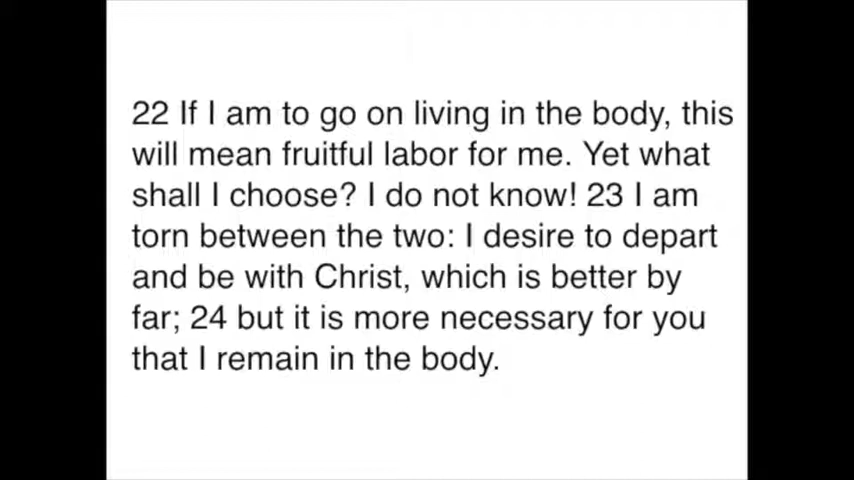 22 If I am to go on living in the body, this
will mean fruitful labor for me. Yet what
shall I choose? I do not know! 23 I am
torn between the two: I desire to depart
and be with Christ, which is better by
far; 24 but it is more necessary for you
that I remain in the body.